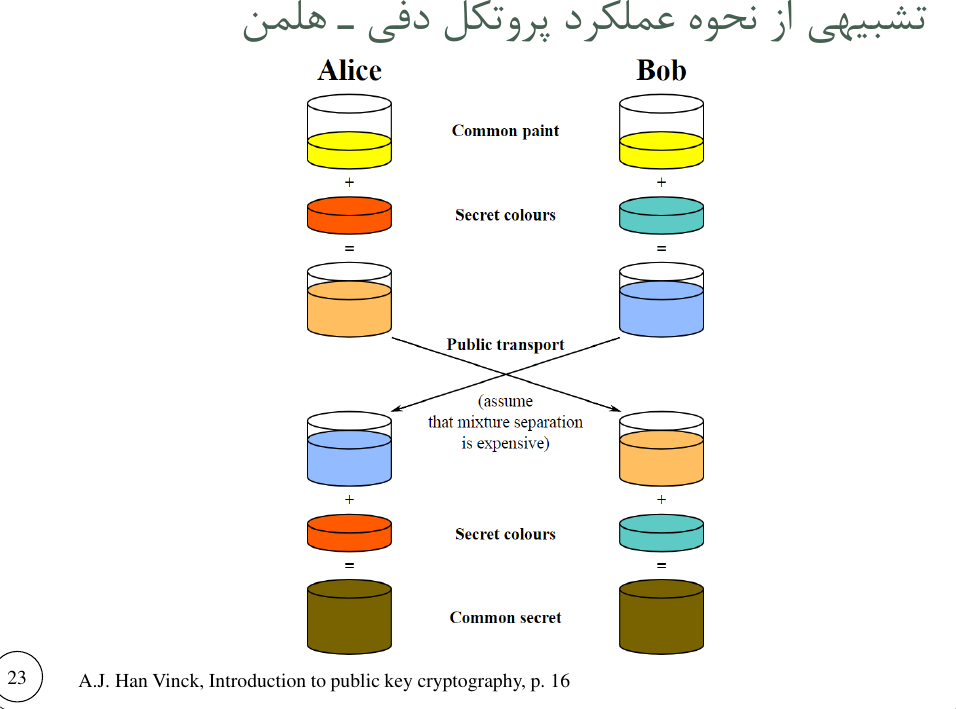 تشبیهی از نحوه عملکرد پروتکل دفی ـ هلمن
Alice Bob
Common paint
+ +
Secret colours
= =
Public transport
(assume
that mixture separation
is expensive)
+ +
Secret colours
= =
Common secret
23 A.J. Han Vinck, Introduction to public key cryptography, p. 16